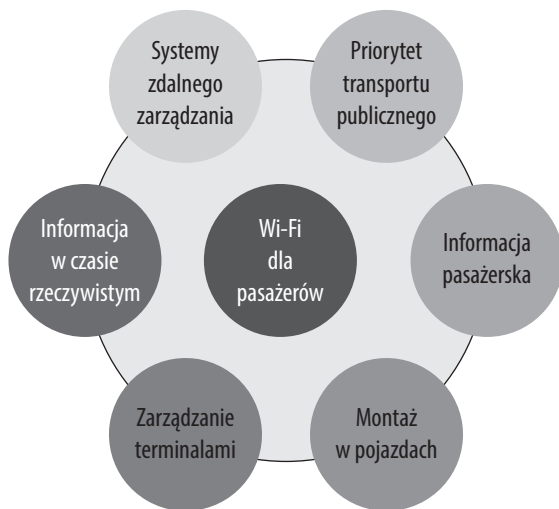 Systemy
zdalnego
zarządzania
Priorytet
transportu
publicznego
Informacja
w czasie
rzeczywistym
Wi-Fi
dla
pasażerów
Informacja
pasażerska
Zarządzanie
terminalami
Montaż
w pojazdach